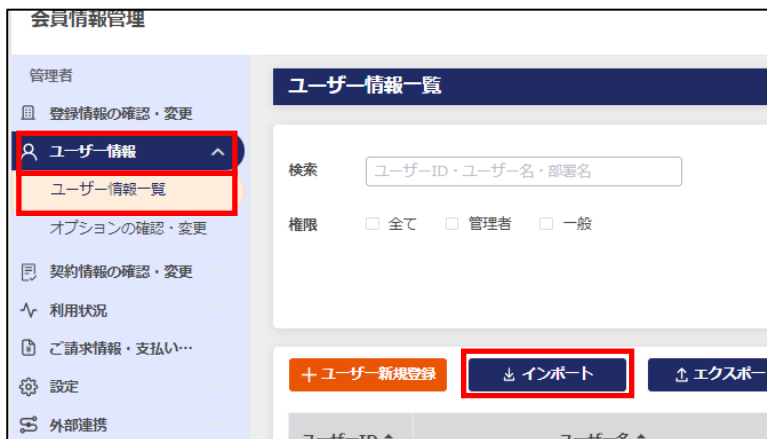 会員情報管理
管理者
登録情報の確認・変更
ユーザー情報
ユーザー情報一覧
オプションの確認・変更
契約情報の確認・変更
利用状況
ご請求情報・支払い…
設定
外部連携
ユーザー情報一覧
検索
ユーザーID・ユーザー名・部署名
権限
全て
管理者
一般
+ユーザー新規登録
インポート
エクスポー
ユーザーID
ユーザー名